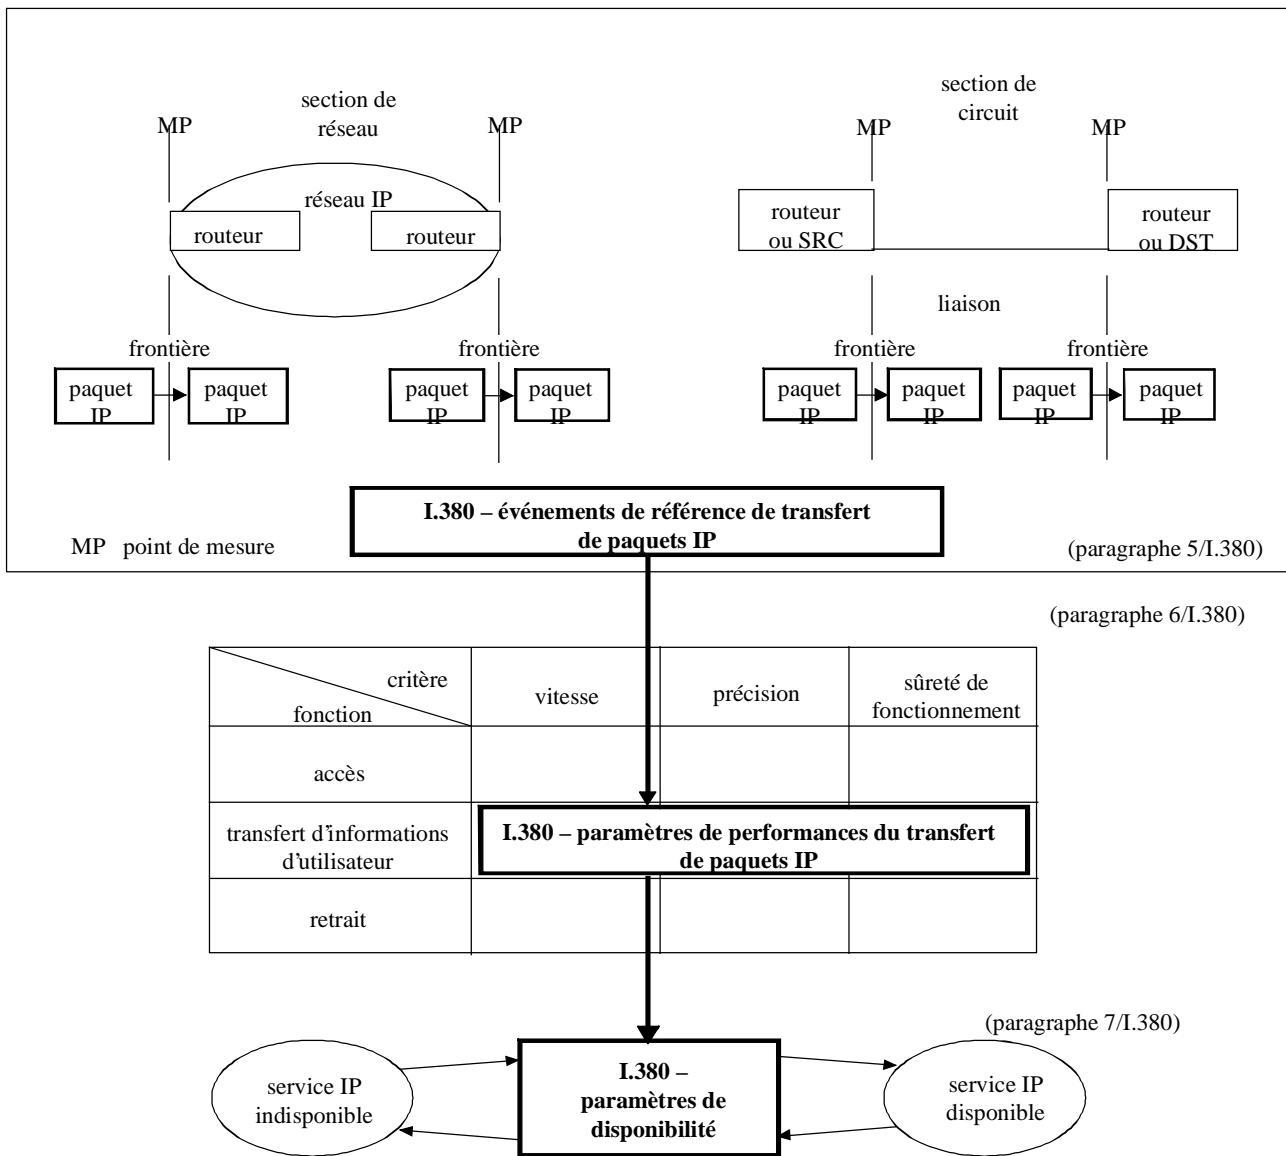 section de
réseau
section de
circuit
MP
MP
MP
MP
réseau IP
routeur
routeur
routeur
ou SRC
routeur
ou DST
liaison
frontière
frontière
frontière
frontière
paquet
IP
paquet
IP
paquet
IP
paquet
IP
paquet
IP
paquet
IP
paquet
IP
paquet
IP
I.380 – événements de référence de transfert
de paquets IP
MP point de mesure
(paragraphe 5/I.380)
(paragraphe 6/I.380)
critère
fonction
vitesse
précision
sûreté de
fonctionnement
accès
transfert d'informations
d'utilisateur
I.380 – paramètres de performances du transfert
de paquets IP
retrait
(paragraphe 7/I.380)
service IP
indisponible
I.380 –
paramètres de
disponibilité
service IP
disponible